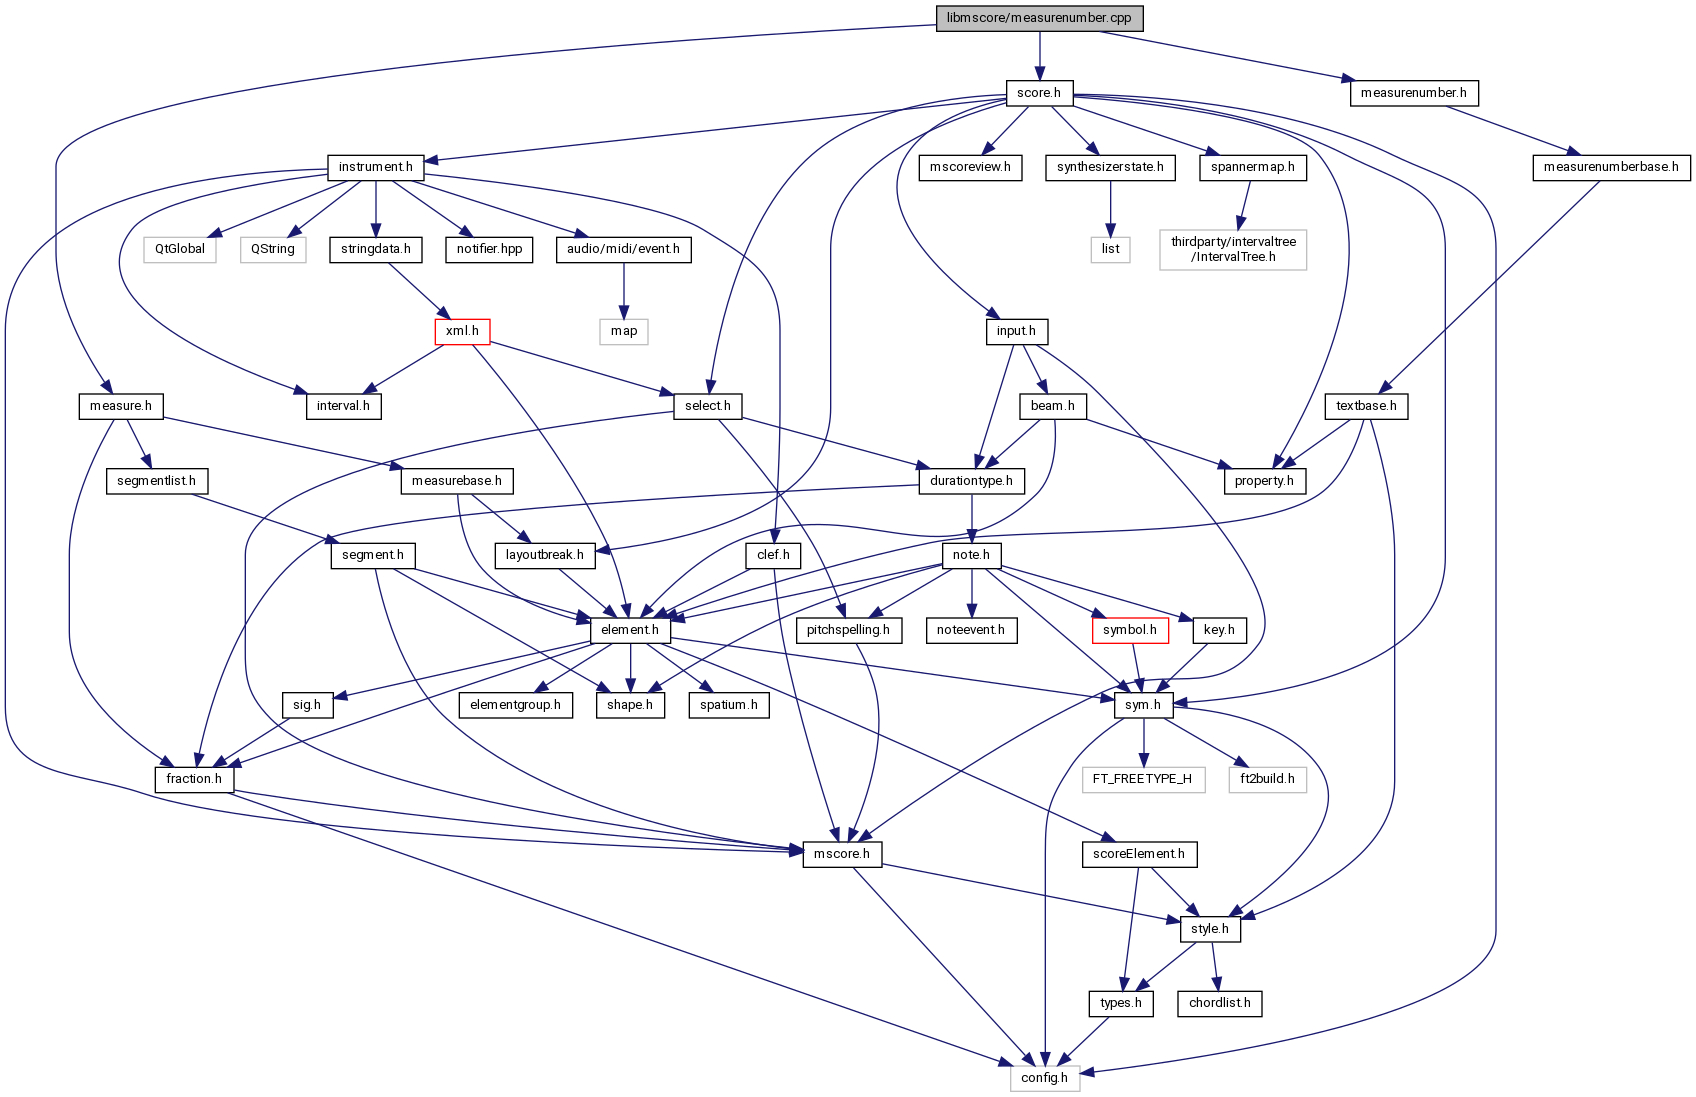 libmscore/measurenumber.cpp
score.h
measurenumber.h
instrument.h
mscoreview.h
synthesizerstate.h
spannermap.h
measurenumberbase.h
QtGlobal
QString
stringdata.h
notifier.hpp
audio/midi/event.h
list
thirdparty/intervaltree
/IntervalTree.h
xml.h
map
input.h
measure.h
interval.h
select.h
beam.h
textbase.h
segmentlist.h
measurebase.h
durationtype.h
property.h
segment.h
layoutbreak.h
clef.h
note.h
element.h
pitchspelling.h
noteevent.h
symbol.h
key.h
sig.h
elementgroup.h
shape.h
spatium.h
sym.h
fraction.h
FT_FREETYPE_H
ft2build.h
mscore.h
scoreElement.h
style.h
types.h
chordlist.h
config.h